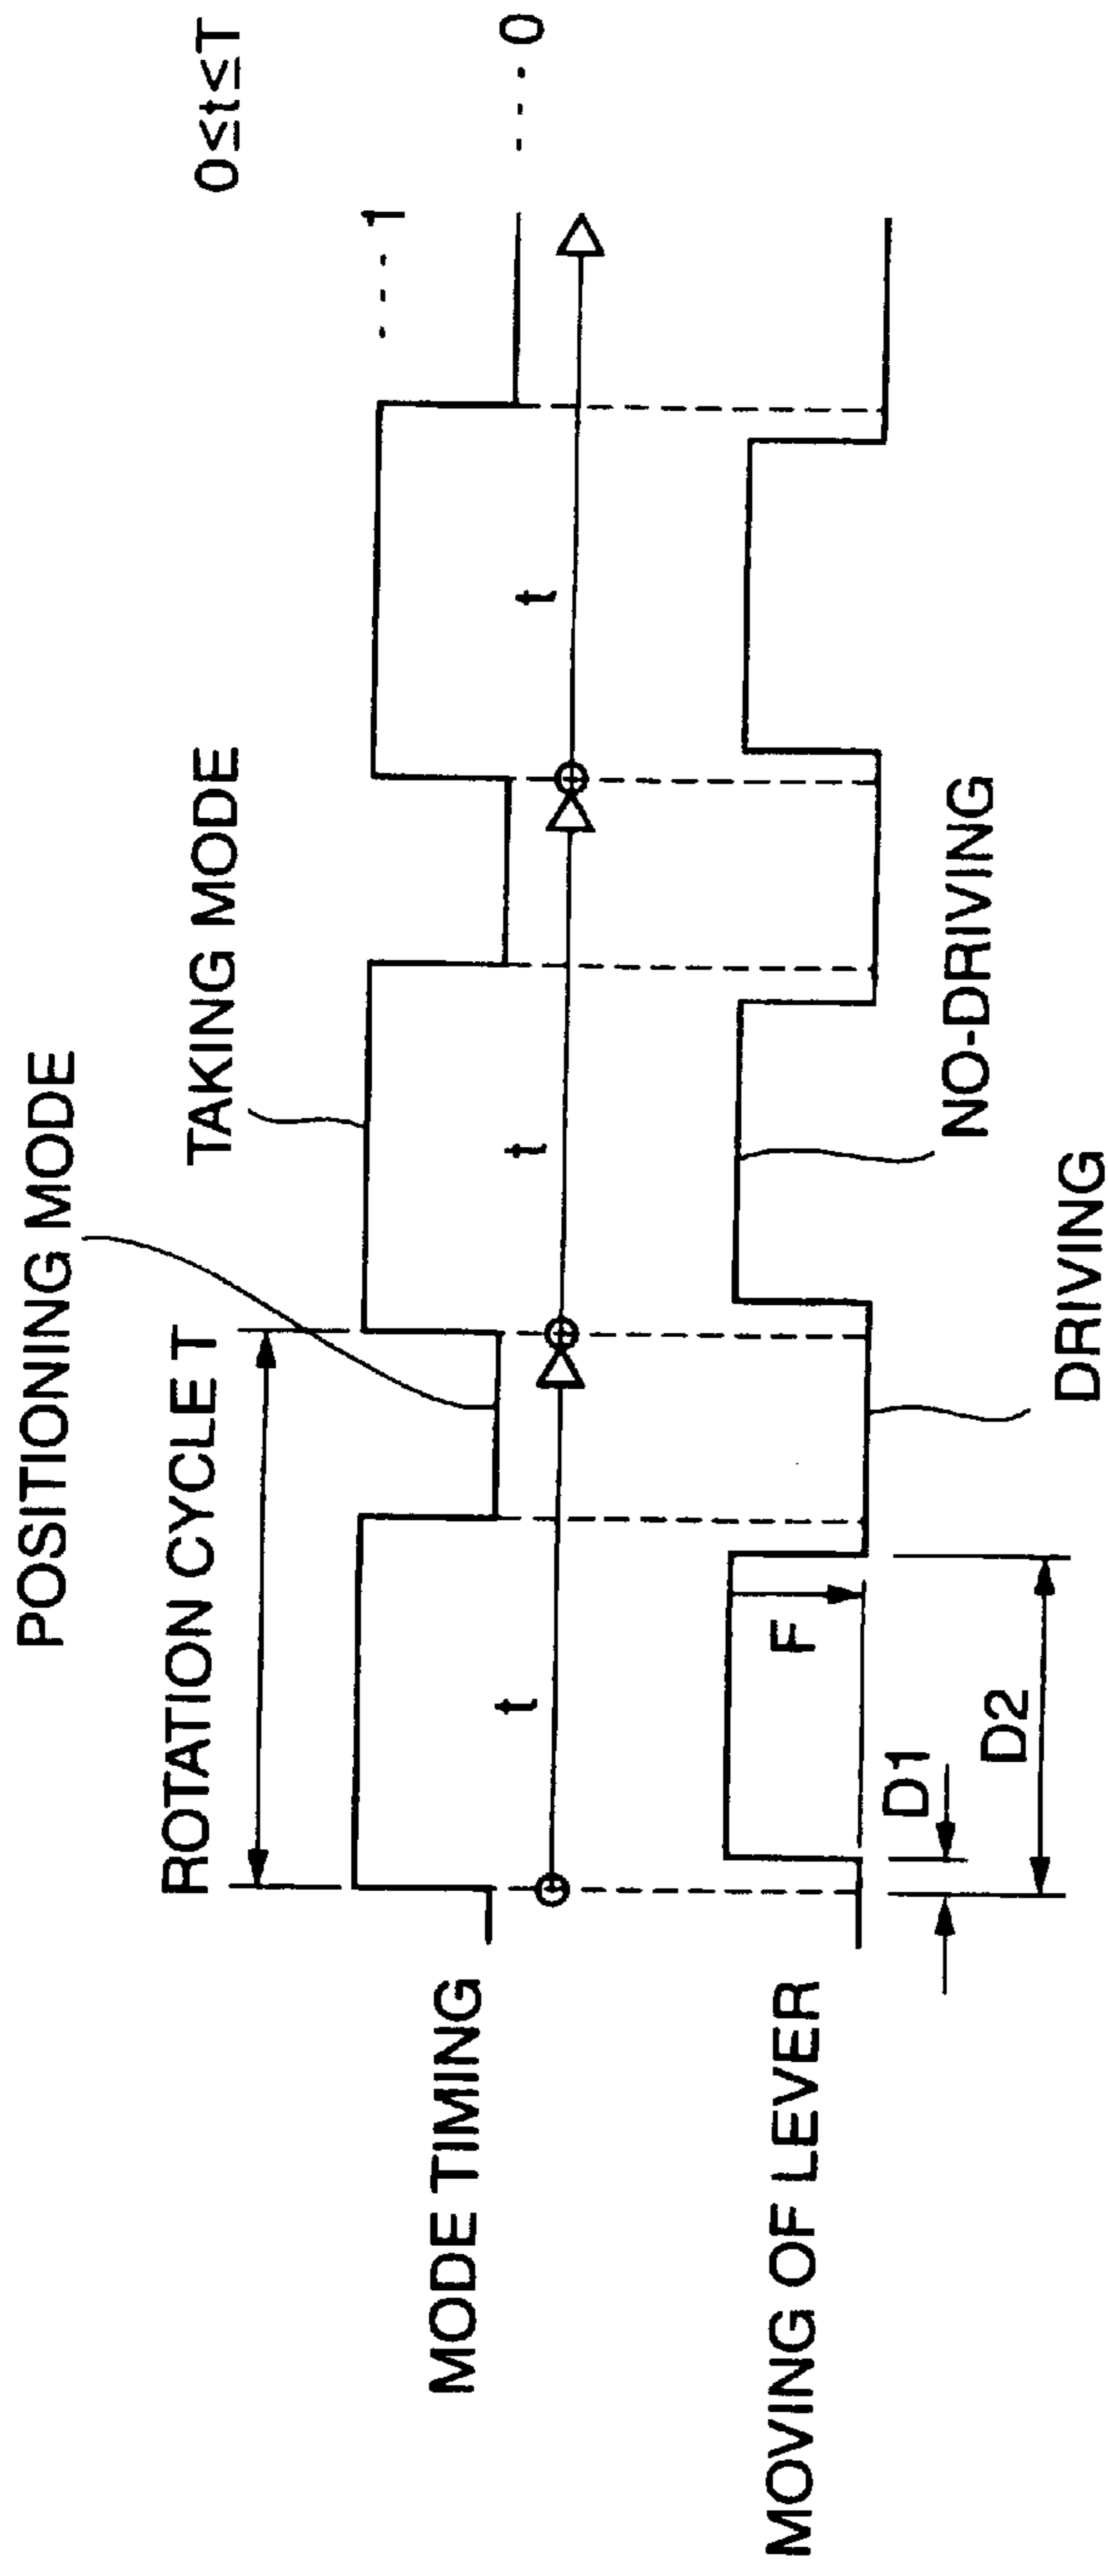 0≤t≤T
POSITIONING MODE
TAKING MODE
ROTATION CYCLE T
---1
---0
MODE TIMING
t
t
t
MOVING OF LEVER
F
D1
D2
NO-DRIVING
DRIVING